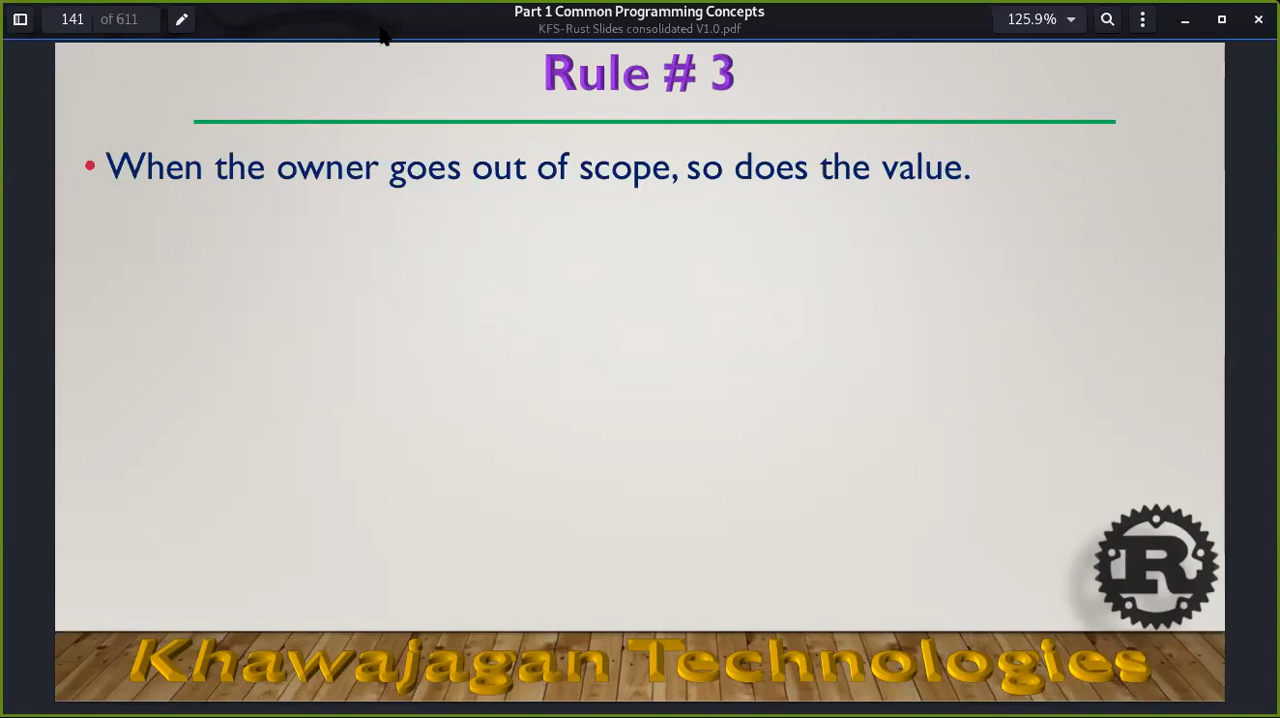 141 of 611
Part 1 Common Programming Concepts
KFS-Rust Slides consolidated V1.0.pdf
125.9%
Rule # 3
• When the owner goes out of scope, so does the value.
R
Khawajagan Technologies